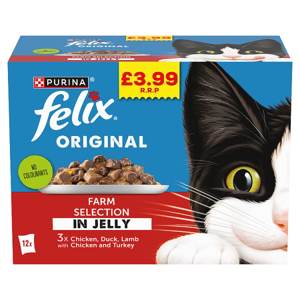 PURINA
£3.99
R.R.P
felix
ORIGINAL
NO
COLOURANTS
FARM
SELECTION
IN JELLY
12x
3x Chicken, Duck, Lamb
with Chicken and Turkey